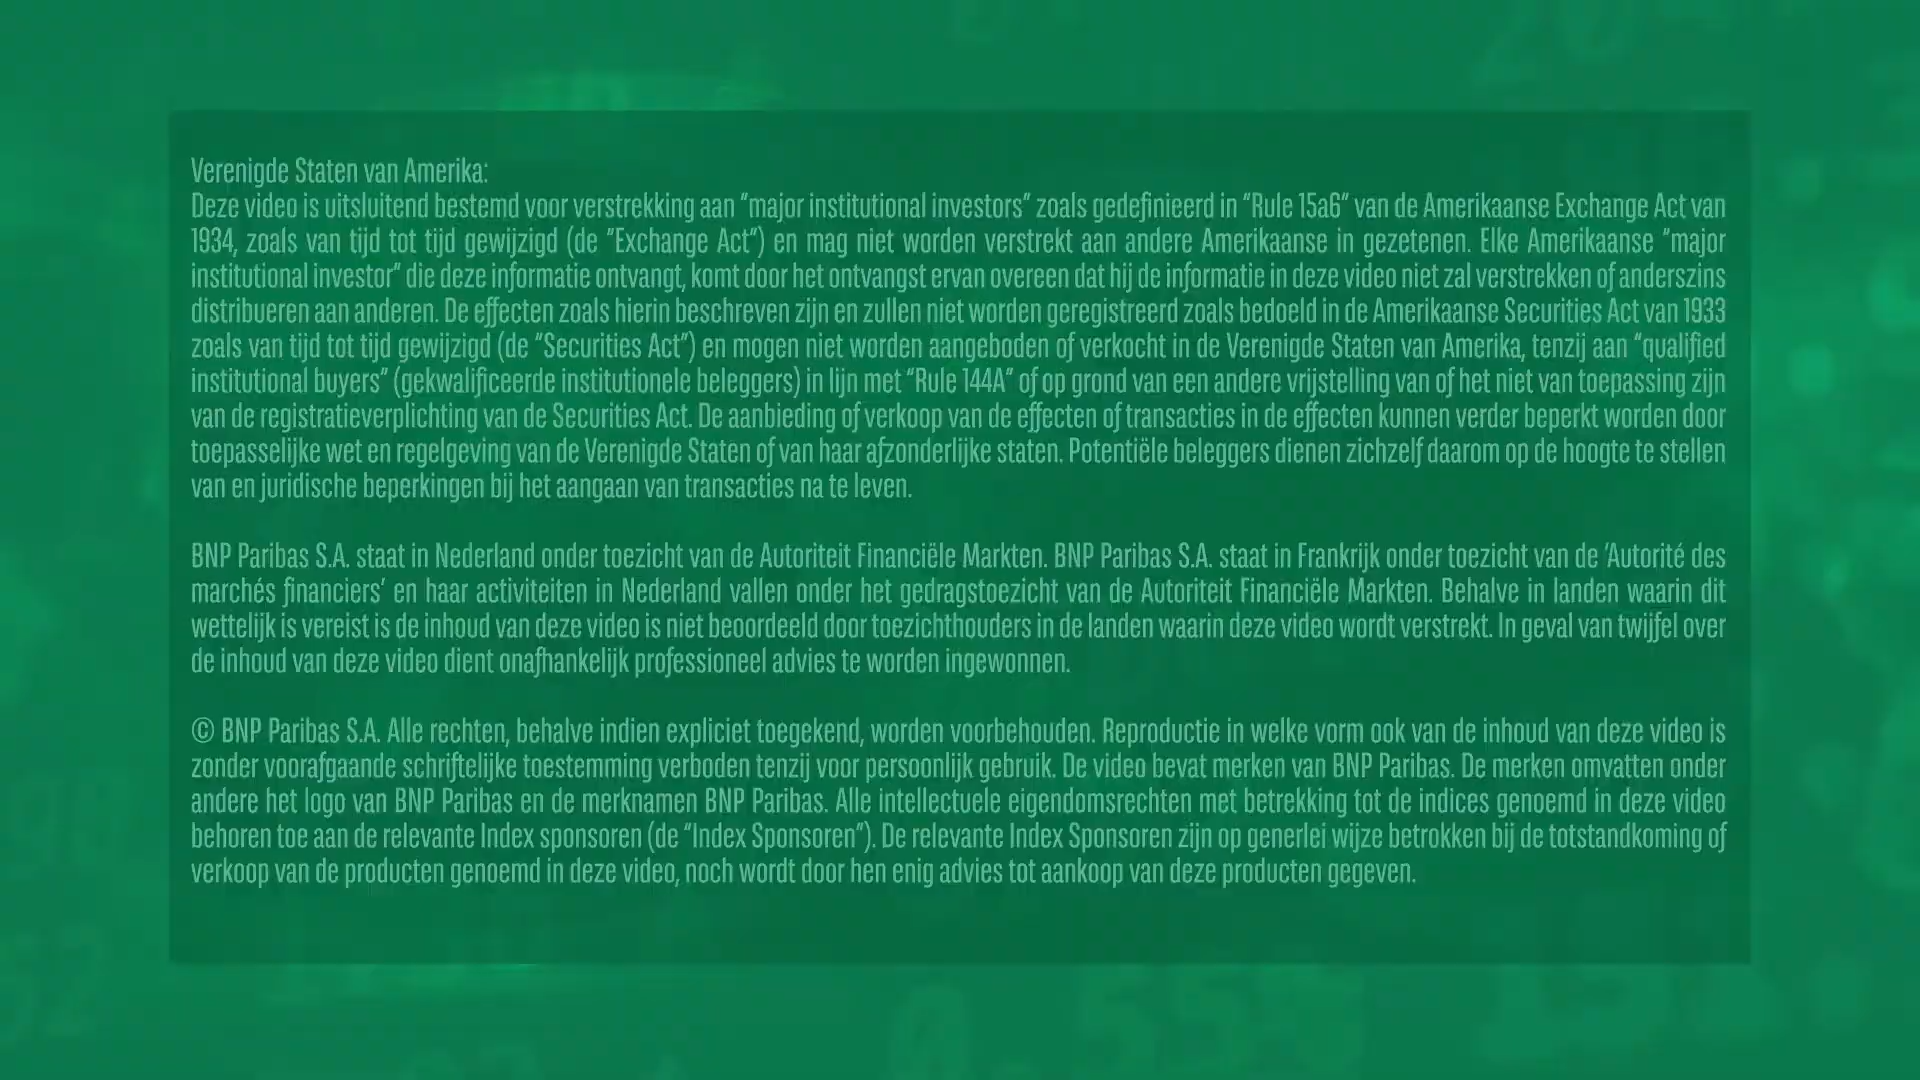 Verenigde Staten van Amerika:
Deze video is uitsluitend bestemd voor verstrekking aan “major institutional investors” zoals gedefinieerd in “Rule 15a6” van de Amerikaanse Exchange Act van
1934, zoals van tijd tot tijd gewijzigd (de “Exchange Act”) en mag niet worden verstrekt aan andere Amerikaanse in gezetenen. Elke Amerikaanse “major
institutional investor” die deze informatie ontvangt, komt door het ontvangst ervan overeen dat hij de informatie in deze video niet zal verstrekken of anderszins
distribueren aan anderen. De effecten zoals hierin beschreven zijn en zullen niet worden geregistreerd zoals bedoeld in de Amerikaanse Securities Act van 1933
zoals van tijd tot tijd gewijzigd (de “Securities Act”) en mogen niet worden aangeboden of verkocht in de Verenigde Staten van Amerika, tenzij aan “qualified
institutional buyers” (gekwalificeerde institutionele beleggers) in lijn met “Rule 144A” of op grond van een andere vrijstelling van of het niet van toepassing zijn
van de registratieverplichting van de Securities Act. De aanbieding of verkoop van de effecten of transacties in de effecten kunnen verder beperkt worden door
toepasselijke wet en regelgeving van de Verenigde Staten of van haar afzonderlijke staten. Potentiële beleggers dienen zichzelf daarom op de hoogte te stellen
van en juridische beperkingen bij het aangaan van transacties na te leven.
BNP Paribas S.A. staat in Nederland onder toezicht van de Autoriteit Financiële Markten. BNP Paribas S.A. staat in Frankrijk onder toezicht van de ‘Autorité des
marchés financiers’ en haar activiteiten in Nederland vallen onder het gedragstoezicht van de Autoriteit Financiële Markten. Behalve in landen waarin dit
wettelijk is vereist is de inhoud van deze video is niet beoordeeld door toezichthouders in de landen waarin deze video wordt verstrekt. In geval van twijfel over
de inhoud van deze video dient onafhankelijk professioneel advies te worden ingewonnen.
© BNP Paribas S.A. Alle rechten, behalve indien expliciet toegekend, worden voorbehouden. Reproductie in welke vorm ook van de inhoud van deze video is
zonder voorafgaande schriftelijke toestemming verboden tenzij voor persoonlijk gebruik. De video bevat merken van BNP Paribas. De merken omvatten onder
andere het logo van BNP Paribas en de merknamen BNP Paribas. Alle intellectuele eigendomsrechten met betrekking tot de indices genoemd in deze video
behoren toe aan de relevante Index sponsoren (de “Index Sponsoren”). De relevante Index Sponsoren zijn op generlei wijze betrokken bij de totstandkoming of
verkoop van de producten genoemd in deze video, noch wordt door hen enig advies tot aankoop van deze producten gegeven.